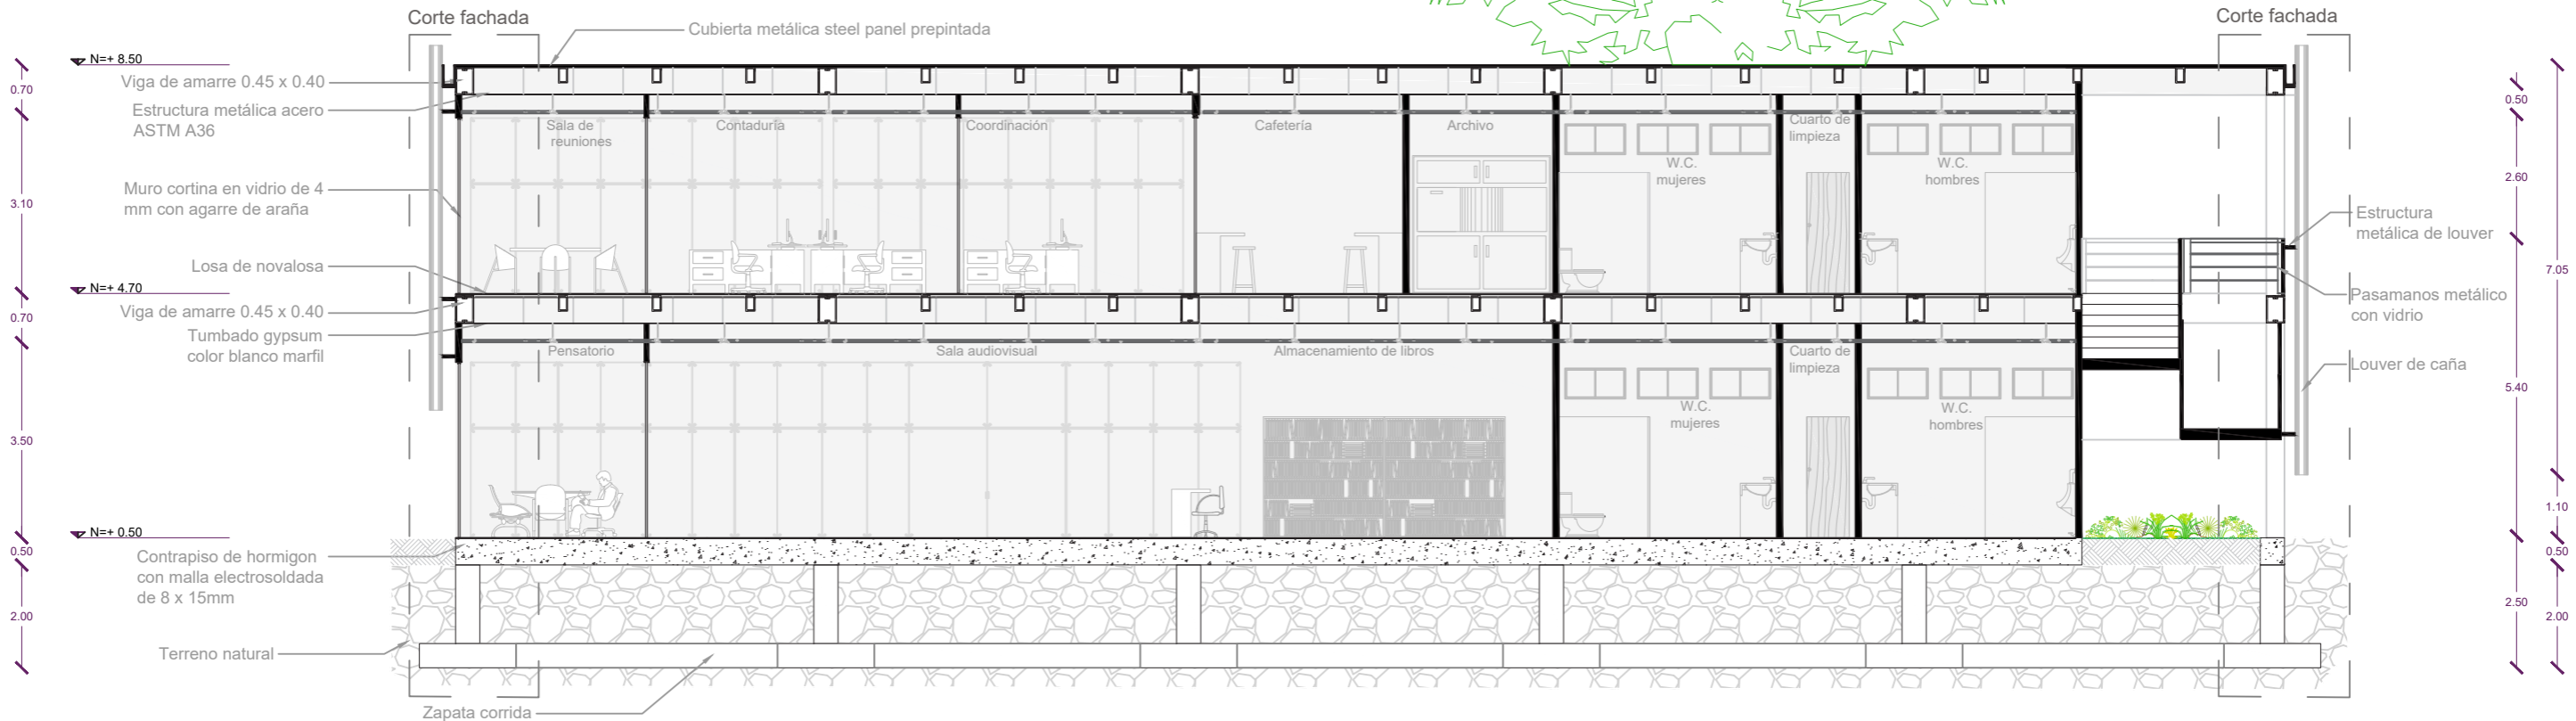 Corte fachada
Cubierta metálica steel panel prepintada
Corte fachada
N=+ 8.50
Viga de amarre 0.45 x 0.40
Estructura metálica acero
ASTM A36
Muro cortina en vidrio de 4
mm con agarre de araña
Losa de novalosa
N=+ 4.70
Viga de amarre 0.45 x 0.40
Tumbado gypsum
color blanco marfil
N=+ 0.50
Contrapiso de hormigon
con malla electrosoldada
de 8 x 15mm
Terreno natural
Zapata corrida
0.70
3.10
0.70
3.50
0.50
2.00
Sala de
reuniones
Contaduría
Coordinación
Cafetería
Archivo
W.C.
mujeres
Cuarto de
limpieza
W.C.
hombres
Pensatorio
Sala audiovisual
Almacenamiento de libros
W.C.
mujeres
Cuarto de
limpieza
W.C.
hombres
Estructura
metálica de louver
Pasamanos metálico
con vidrio
Louver de caña
0.50
2.60
5.40
2.50
7.05
1.10
0.50
2.00